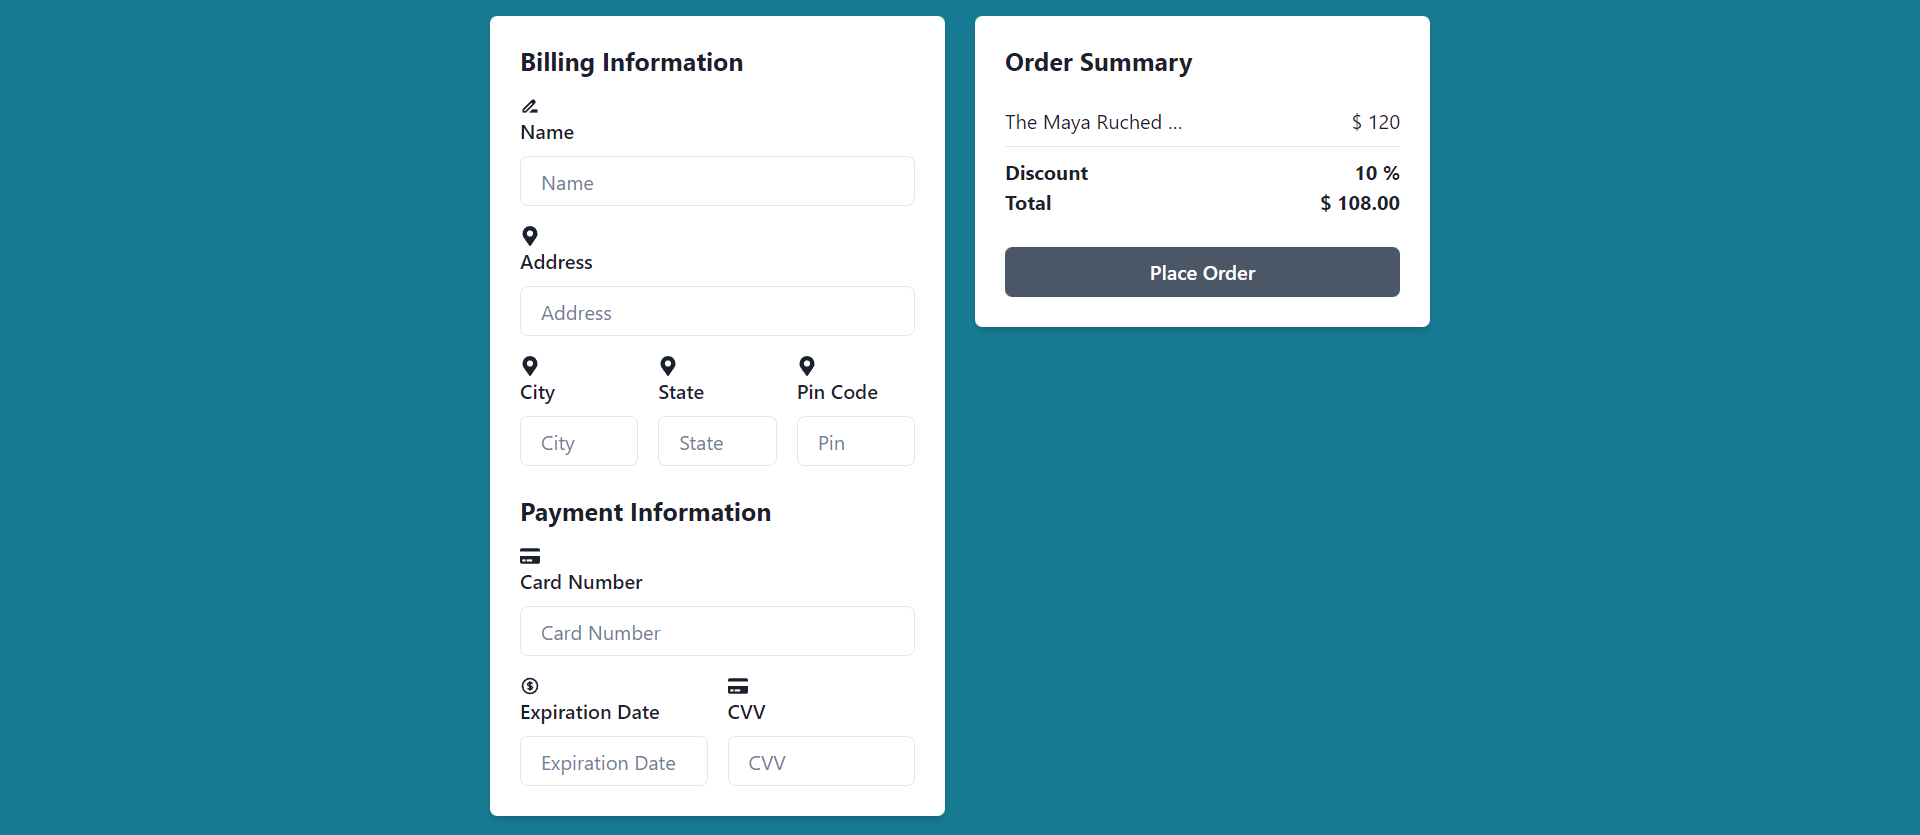 Billing Information
Name
Name
Address
Address
City State Pin Code
City State Pin
Payment Information
Card Number
Card Number
Expiration Date CVV
Expiration Date CVV
Order Summary
The Maya Ruched ... $ 120
Discount 10 %
Total $ 108.00
Place Order